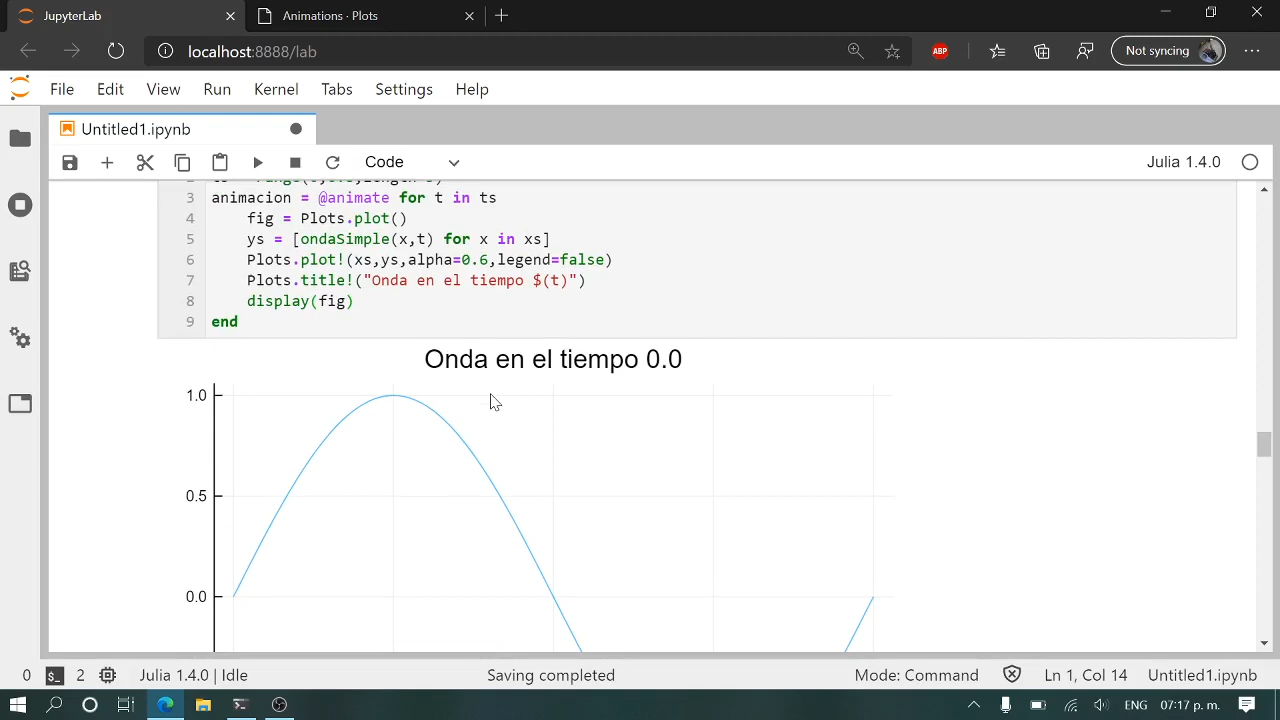 JupyterLab
Animations · Plots
localhost:8888/lab
ABP
Not syncing
File Edit View Run Kernel Tabs Settings Help
Untitled1.ipynb
Code
Julia 1.4.0
3 animacion = @animate for t in ts
4 fig = Plots.plot()
5 ys = [ondaSimple(x,t) for x in xs]
6 Plots.plot!(xs,ys,alpha=0.6,legend=false)
7 Plots.title!("Onda en el tiempo $(t)")
8 display(fig)
9 end
Onda en el tiempo 0.0
1.0
0.5
0.0
0 $_ 2 Julia 1.4.0 | Idle Saving completed Mode: Command Ln 1, Col 14 Untitled1.ipynb
ENG 07:17 p. m.